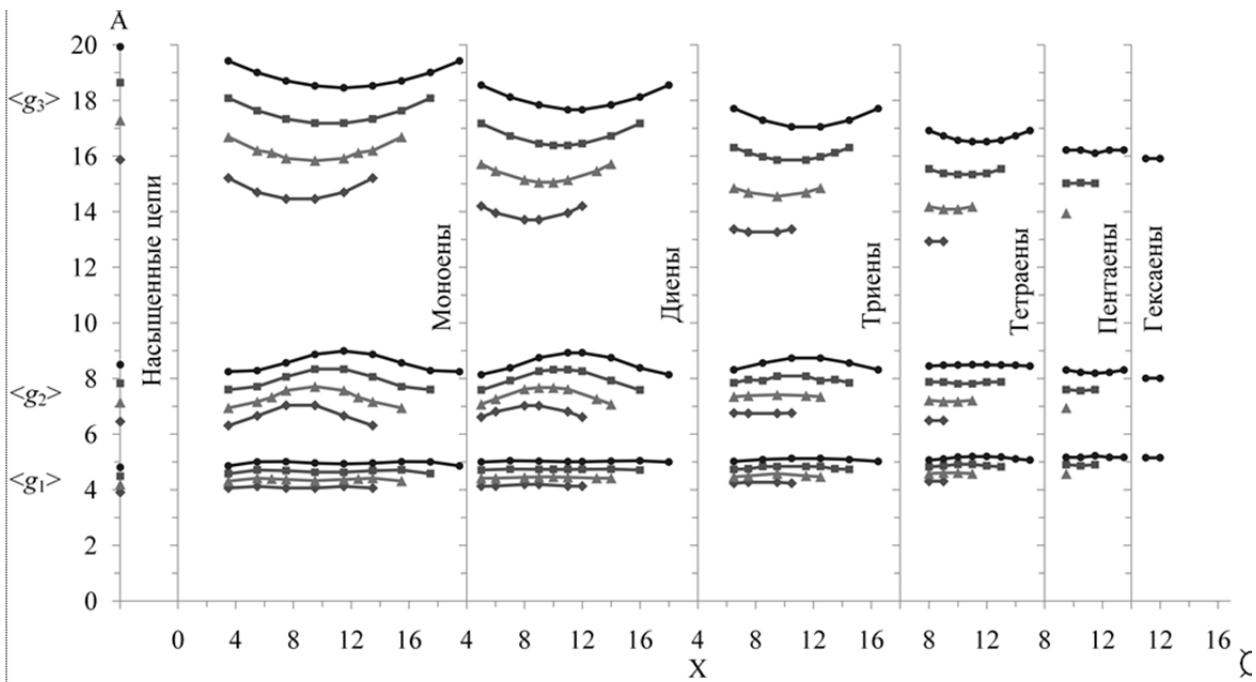 Å
20
18
16
14
12
10
8
6
4
2
0
<g₃>
<g₂>
<g₁>
Насыщенные цепи
Моноены
Диены
Триены
Тетраены
Пентаены
Гексаены
0 4 8 12 16 4 8 12 16 4 8 12 16 8 12 16 8 12 16 12 16
X